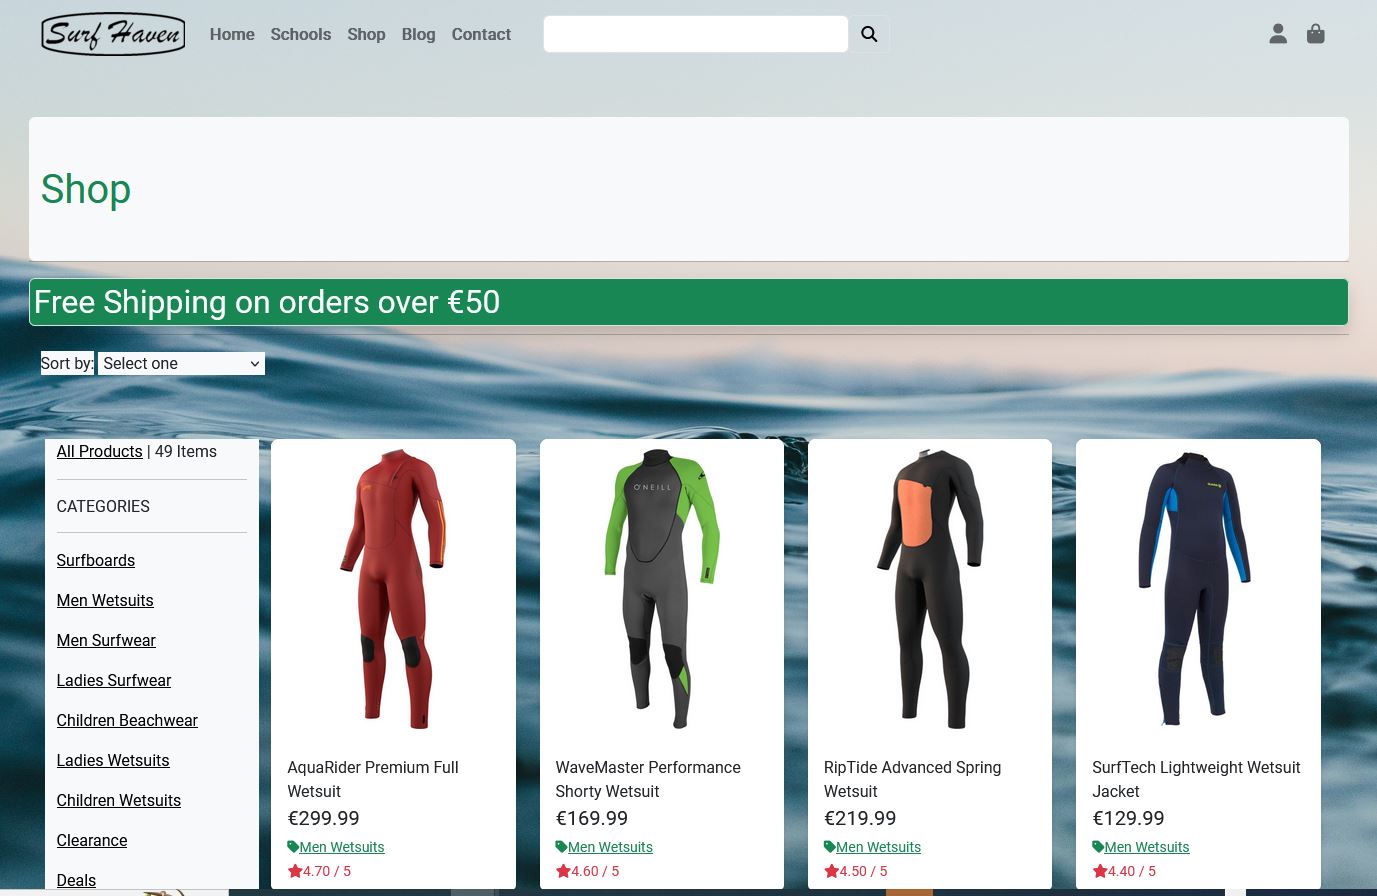 Surf Haven
Home Schools Shop Blog Contact
Shop
Free Shipping on orders over €50
Sort by: Select one
All Products | 49 Items
CATEGORIES
Surfboards
Men Wetsuits
Men Surfwear
Ladies Surfwear
Children Beachwear
Ladies Wetsuits
Children Wetsuits
Clearance
Deals
O'NEILL
AquaRider Premium Full
Wetsuit
€299.99
Men Wetsuits
4.70 / 5
WaveMaster Performance
Shorty Wetsuit
€169.99
Men Wetsuits
4.60 / 5
RipTide Advanced Spring
Wetsuit
€219.99
Men Wetsuits
4.50 / 5
SurfTech Lightweight Wetsuit
Jacket
€129.99
Men Wetsuits
4.40 / 5